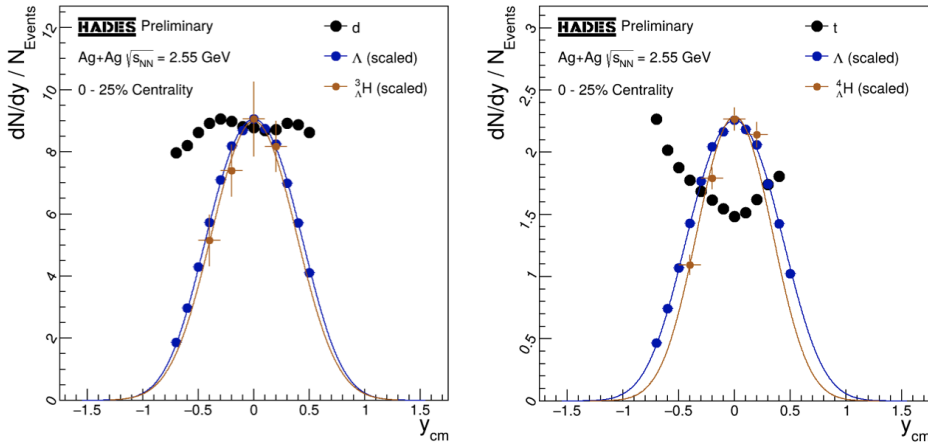 dN/dy / N_Events
12
10
8
6
4
2
0
HADES Preliminary
Ag+Ag √s_NN = 2.55 GeV
0 - 25% Centrality
d
Λ (scaled)
³_ΛH (scaled)
−1.5 −1 −0.5 0 0.5 1 1.5
y_cm
dN/dy / N_Events
3
2.5
2
1.5
1
0.5
0
HADES Preliminary
Ag+Ag √s_NN = 2.55 GeV
0 - 25% Centrality
t
Λ (scaled)
⁴_ΛH (scaled)
−1.5 −1 −0.5 0 0.5 1 1.5
y_cm